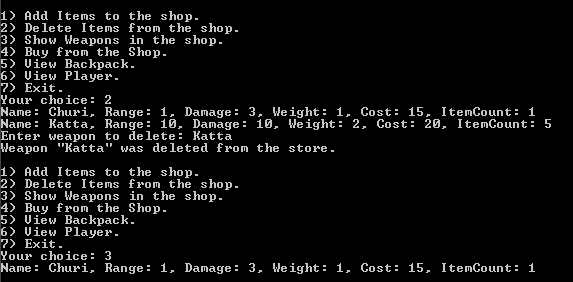 1) Add Items to the shop.
2) Delete Items from the shop.
3) Show Weapons in the shop.
4) Buy from the Shop.
5) View Backpack.
6) View Player.
7) Exit.
Your choice: 2
Name: Churi, Range: 1, Damage: 3, Weight: 1, Cost: 15, ItemCount: 1
Name: Katta, Range: 10, Damage: 10, Weight: 2, Cost: 20, ItemCount: 5
Enter weapon to delete: Katta
Weapon "Katta" was deleted from the store.
1) Add Items to the shop.
2) Delete Items from the shop.
3) Show Weapons in the shop.
4) Buy from the Shop.
5) View Backpack.
6) View Player.
7) Exit.
Your choice: 3
Name: Churi, Range: 1, Damage: 3, Weight: 1, Cost: 15, ItemCount: 1